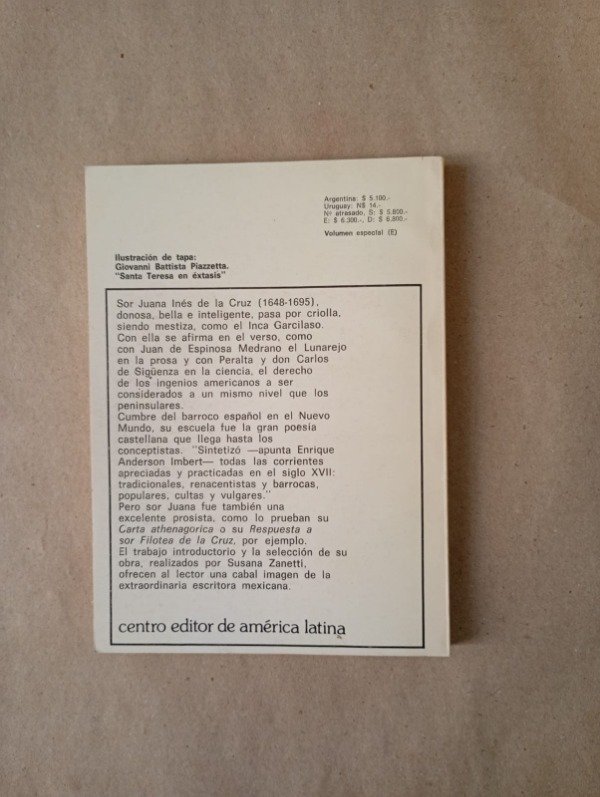 Argentina: $ 5.100.-
Uruguay: N$ 14.-
Nº atrasado, S: $ 5.800.-
E: $ 6.300.-, D: $ 6.800.-
Volumen especial (E)
Ilustración de tapa:
Giovanni Battista Piazzetta.
"Santa Teresa en éxtasis"
Sor Juana Inés de la Cruz (1648-1695),
donosa, bella e inteligente, pasa por criolla,
siendo mestiza, como el Inca Garcilaso.
Con ella se afirma en el verso, como
con Juan de Espinosa Medrano el Lunarejo
en la prosa y con Peralta y don Carlos
de Sigüenza en la ciencia, el derecho
de los ingenios americanos a ser
considerados a un mismo nivel que los
peninsulares.
Cumbre del barroco español en el Nuevo
Mundo, su escuela fue la gran poesía
castellana que llega hasta los
conceptistas. "Sintetizó —apunta Enrique
Anderson Imbert— todas las corrientes
apreciadas y practicadas en el siglo XVII:
tradicionales, renacentistas y barrocas,
populares, cultas y vulgares."
Pero sor Juana fue también una
excelente prosista, como lo prueban su
Carta athenagorica o su Respuesta a
sor Filotea de la Cruz, por ejemplo.
El trabajo introductorio y la selección de su
obra, realizados por Susana Zanetti,
ofrecen al lector una cabal imagen de la
extraordinaria escritora mexicana.
centro editor de américa latina